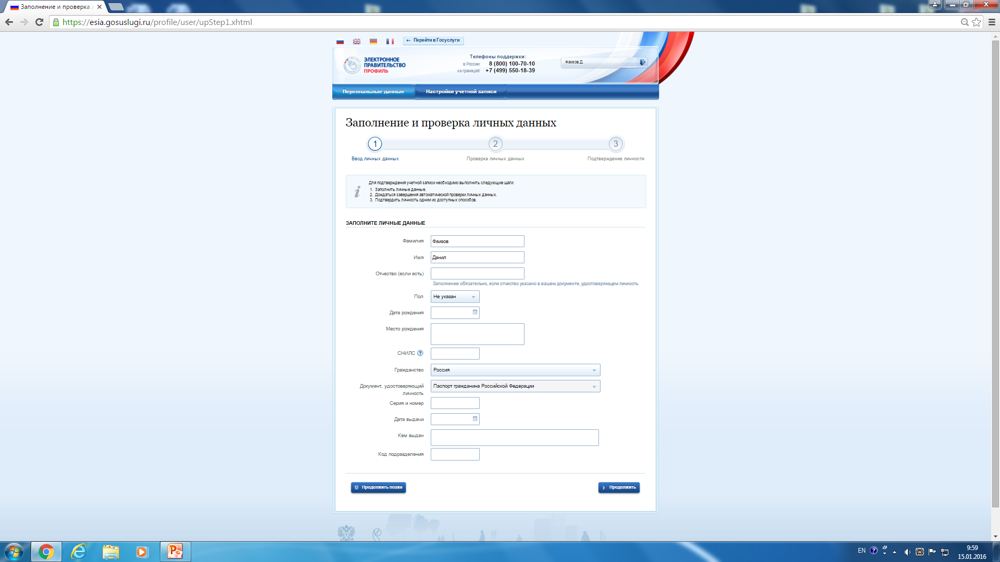 Заполнение и проверка л
https://esia.gosuslugi.ru/profile/user/upStep1.xhtml
← Перейти в Госуслуги
ЭЛЕКТРОННОЕ
ПРАВИТЕЛЬСТВО
ПРОФИЛЬ
Телефоны поддержки:
в России: 8 (800) 100-70-10
за границей: +7 (499) 550-18-39
Фаизов Д.
Персональные данные
Настройки учетной записи
Заполнение и проверка личных данных
1
2
3
Ввод личных данных
Проверка личных данных
Подтверждение личности
i
Для подтверждения учетной записи необходимо выполнить следующие шаги:
1. Заполнить личные данные.
2. Дождаться завершения автоматической проверки личных данных.
3. Подтвердить личность одним из доступных способов.
ЗАПОЛНИТЕ ЛИЧНЫЕ ДАННЫЕ
Фамилия Фаизов
Имя Данил
Отчество (если есть)
Заполнение обязательно, если отчество указано в вашем документе, удостоверяющем личность
Пол Не указан
Дата рождения
Место рождения
СНИЛС ?
Гражданство Россия
Документ, удостоверяющий Паспорт гражданина Российской Федерации
личность
Серия и номер
Дата выдачи
Кем выдан
Код подразделения
Продолжить позже
Продолжить
EN ? 9:59
15.01.2016